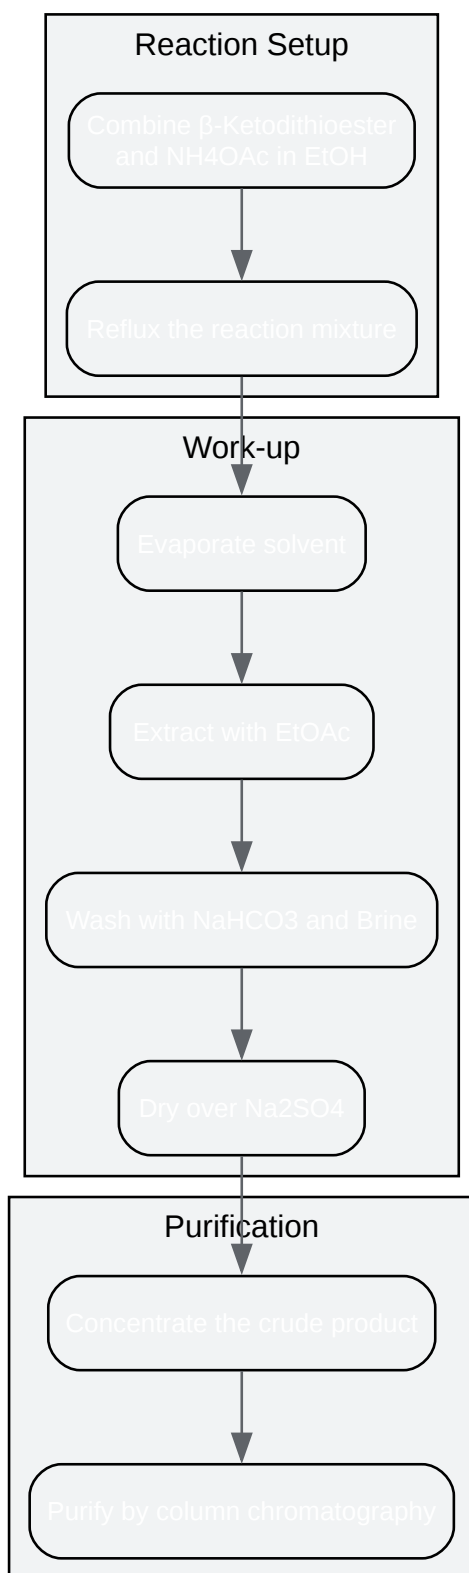 Reaction Setup
Combine β-Ketodithioester
and NH4OAc in EtOH
Reflux the reaction mixture
Work-up
Evaporate solvent
Extract with EtOAc
Wash with NaHCO3 and Brine
Dry over Na2SO4
Purification
Concentrate the crude product
Purify by column chromatography